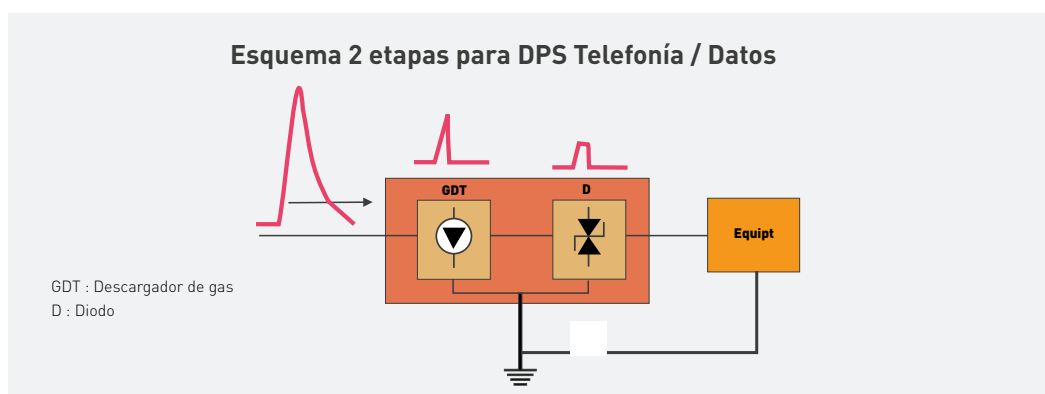 Esquema 2 etapas para DPS Telefonía / Datos
GDT
D
Equipt
GDT : Descargador de gas
D : Diodo